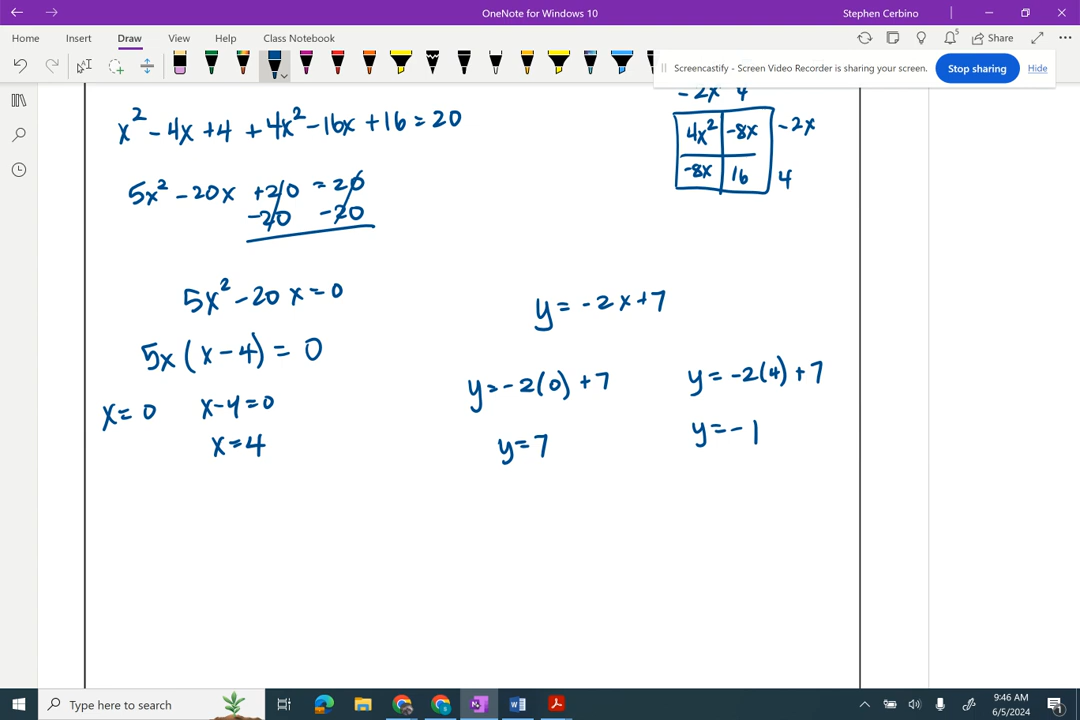 OneNote for Windows 10
Stephen Cerbino
Home Insert Draw View Help Class Notebook
Share
Screencastify - Screen Video Recorder is sharing your screen.
Stop sharing
Hide
- 2x 4
x² - 4x + 4 + 4x² - 16x + 16 = 20
4x² -8x - 2x
-8x 16 4
5x² - 20x + 20 = 20
-20 -20
5x² - 20x = 0
y = -2x + 7
5x (x - 4) = 0
y = -2(0) + 7
y = -2(4) + 7
x = 0 x - 4 = 0
x = 4
y = 7
y = -1
Type here to search
9:46 AM
6/5/2024